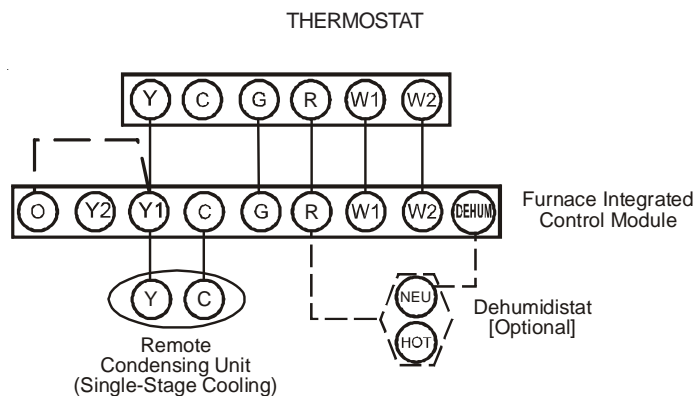 THERMOSTAT
Y C G R W1 W2
O Y2 Y1 C G R W1 W2 DEHUM
Furnace Integrated
Control Module
Y C
NEU
HOT
Dehumidistat
[Optional]
Remote
Condensing Unit
(Single-Stage Cooling)